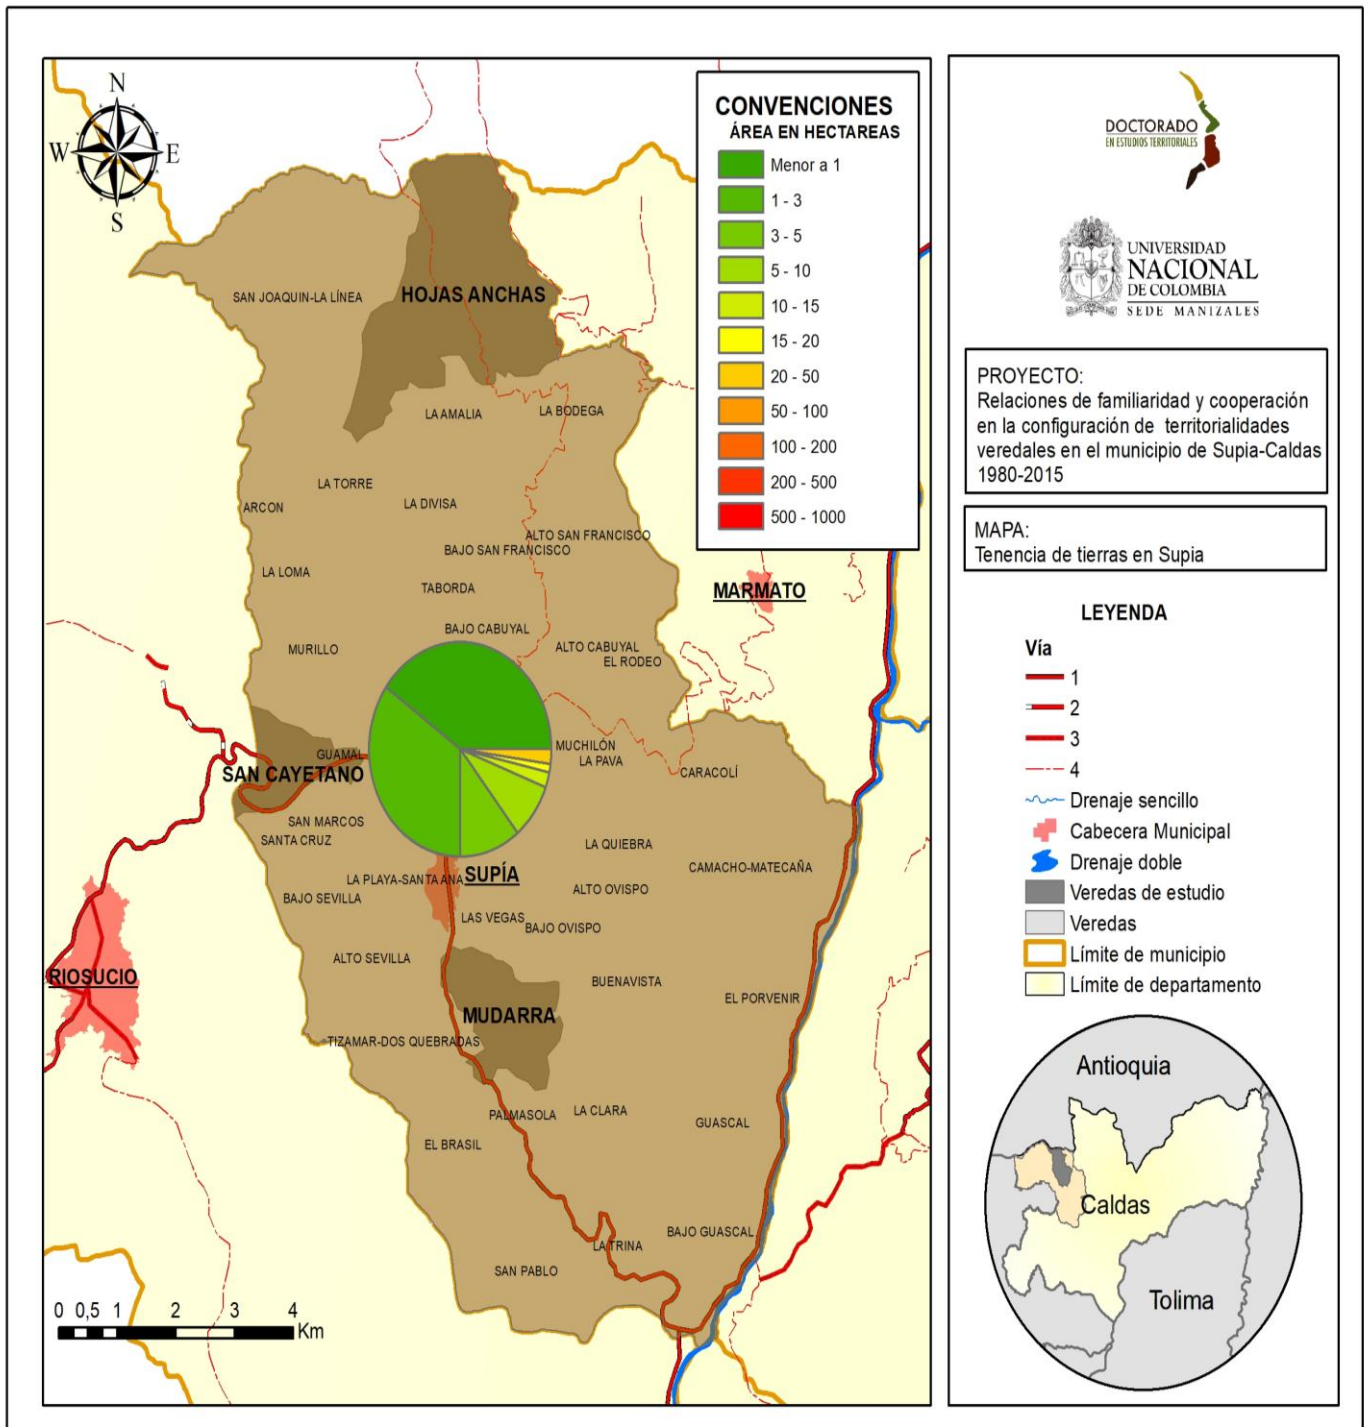 N
W
E
S
CONVENCIONES
ÁREA EN HECTAREAS
Menor a 1
1 - 3
3 - 5
5 - 10
10 - 15
15 - 20
20 - 50
50 - 100
100 - 200
200 - 500
500 - 1000
SAN JOAQUIN-LA LÍNEA
HOJAS ANCHAS
LA AMALIA
LA BODEGA
LA TORRE
LA DIVISA
ARCON
ALTO SAN FRANCISCO
BAJO SAN FRANCISCO
LA LOMA
TABORDA
MARMATO
BAJO CABUYAL
MURILLO
ALTO CABUYAL
EL RODEO
GUAMAL
MUCHILÓN
LA PAVA
SAN CAYETANO
CARACOLÍ
SAN MARCOS
SANTA CRUZ
LA QUIEBRA
CAMACHO-MATECAÑA
LA PLAYA-SANTA ANA
SUPÍA
BAJO SEVILLA
ALTO OVISPO
LAS VEGAS
BAJO OVISPO
ALTO SEVILLA
RIOSUCIO
BUENAVISTA
EL PORVENIR
MUDARRA
TIZAMAR-DOS QUEBRADAS
PALMASOLA
LA CLARA
GUASCAL
EL BRASIL
BAJO GUASCAL
LA TRINA
SAN PABLO
0 0,5 1 2 3 4
Km
DOCTORADO
EN ESTUDIOS TERRITORIALES
UNIVERSIDAD
NACIONAL
DE COLOMBIA
SEDE MANIZALES
PROYECTO:
Relaciones de familiaridad y cooperación
en la configuración de territorialidades
veredales en el municipio de Supia-Caldas
1980-2015
MAPA:
Tenencia de tierras en Supia
LEYENDA
Vía
1
2
3
4
Drenaje sencillo
Cabecera Municipal
Drenaje doble
Veredas de estudio
Veredas
Límite de municipio
Límite de departamento
Antioquia
Caldas
Tolima